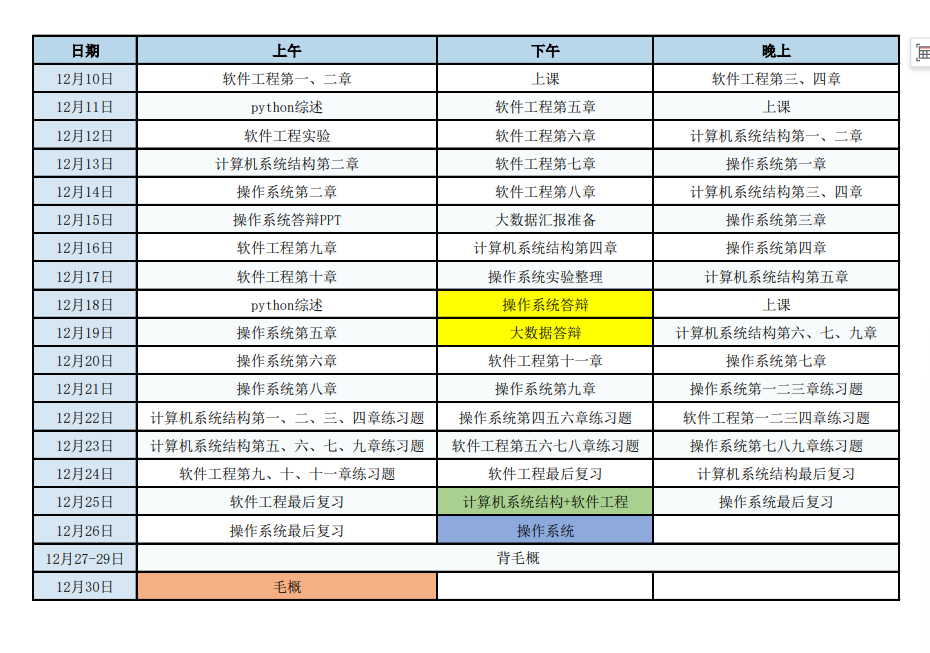 日期 上午 下午 晚上
12月10日 软件工程第一、二章 上课 软件工程第三、四章
12月11日 python综述 软件工程第五章 上课
12月12日 软件工程实验 软件工程第六章 计算机系统结构第一、二章
12月13日 计算机系统结构第二章 软件工程第七章 操作系统第一章
12月14日 操作系统第二章 软件工程第八章 计算机系统结构第三、四章
12月15日 操作系统答辩PPT 大数据汇报准备 操作系统第三章
12月16日 软件工程第九章 计算机系统结构第四章 操作系统第四章
12月17日 软件工程第十章 操作系统实验整理 计算机系统结构第五章
12月18日 python综述 操作系统答辩 上课
12月19日 操作系统第五章 大数据答辩 计算机系统结构第六、七、九章
12月20日 操作系统第六章 软件工程第十一章 操作系统第七章
12月21日 操作系统第八章 操作系统第九章 操作系统第一二三章练习题
12月22日 计算机系统结构第一、二、三、四章练习题 操作系统第四五六章练习题 软件工程第一二三四章练习题
12月23日 计算机系统结构第五、六、七、九章练习题 软件工程第五六七八章练习题 操作系统第七八九章练习题
12月24日 软件工程第九、十、十一章练习题 软件工程最后复习 计算机系统结构最后复习
12月25日 软件工程最后复习 计算机系统结构+软件工程 操作系统最后复习
12月26日 操作系统最后复习 操作系统
12月27-29日 背毛概
12月30日 毛概